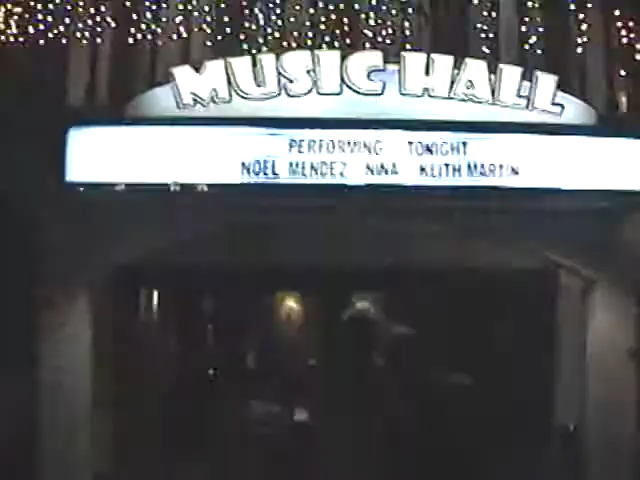 MUSIC HALL
PERFORMING TONIGHT
NOEL MENDEZ NINA KEITH MARTIN